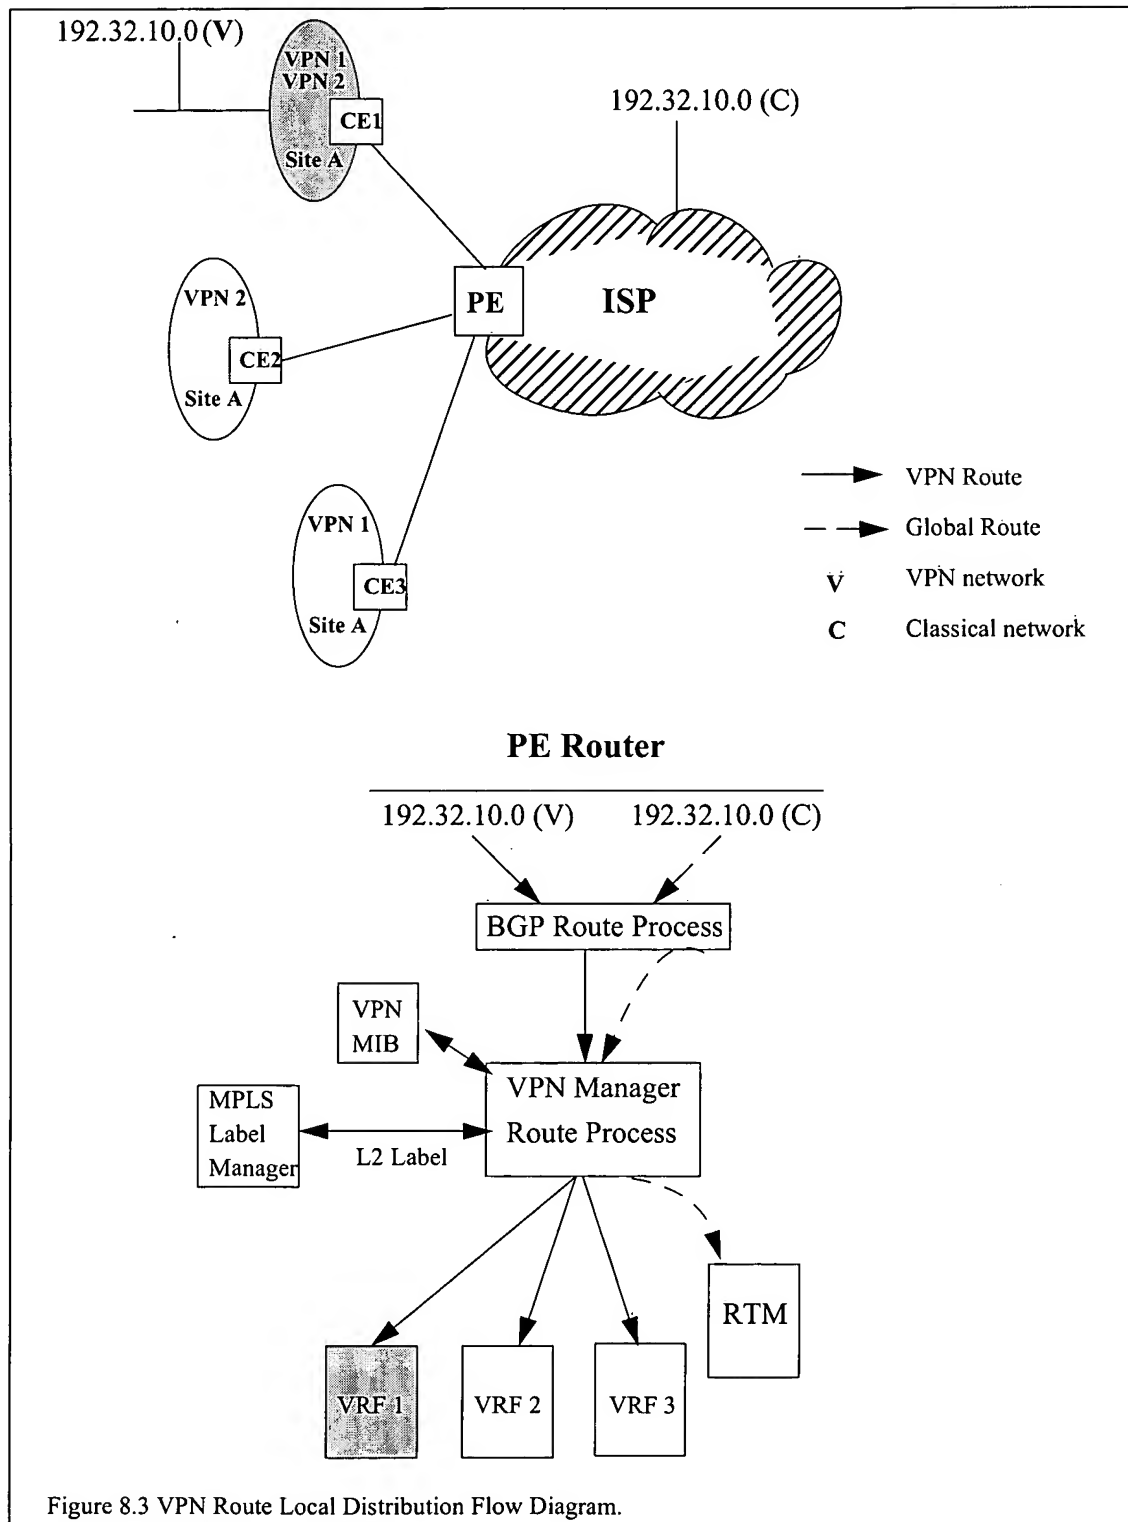 192.32.10.0 (V)
VPN 1
VPN 2
CE1
Site A
192.32.10.0 (C)
PE
ISP
VPN 2
CE2
Site A
VPN 1
CE3
Site A
VPN Route
Global Route
V VPN network
C Classical network
PE Router
192.32.10.0 (V) 192.32.10.0 (C)
BGP Route Process
VPN
MIB
VPN Manager
Route Process
MPLS
Label
Manager
L2 Label
RTM
VRF 1
VRF 2
VRF 3
Figure 8.3 VPN Route Local Distribution Flow Diagram.